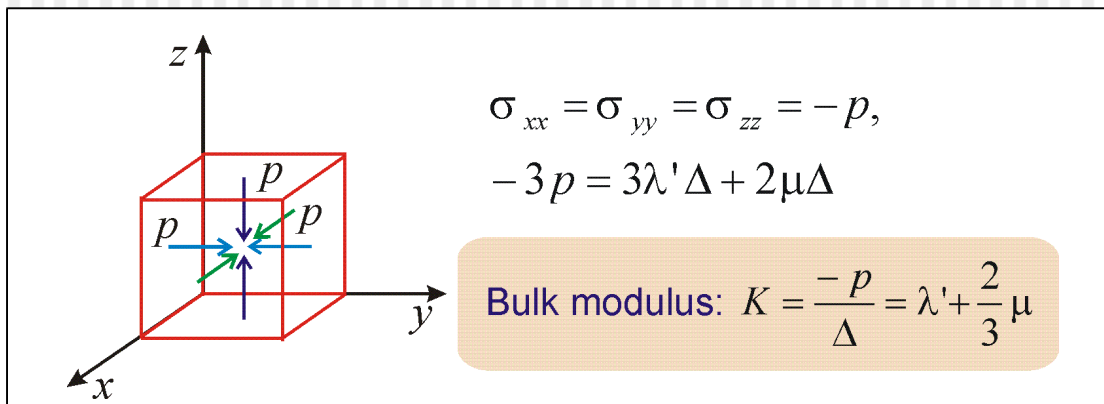 z
p
p
p
y
x
σ_xx = σ_yy = σ_zz = −p,
−3p = 3λ'Δ + 2μΔ
Bulk modulus: K = −p/Δ = λ' + 2/3 μ